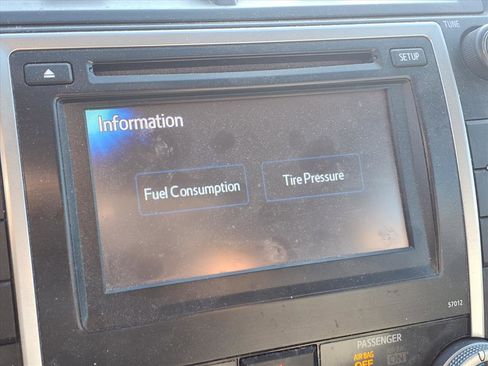 TUNE
SETUP
Information
Fuel Consumption
Tire Pressure
57012
PASSENGER
AIR BAG
OFF
ON